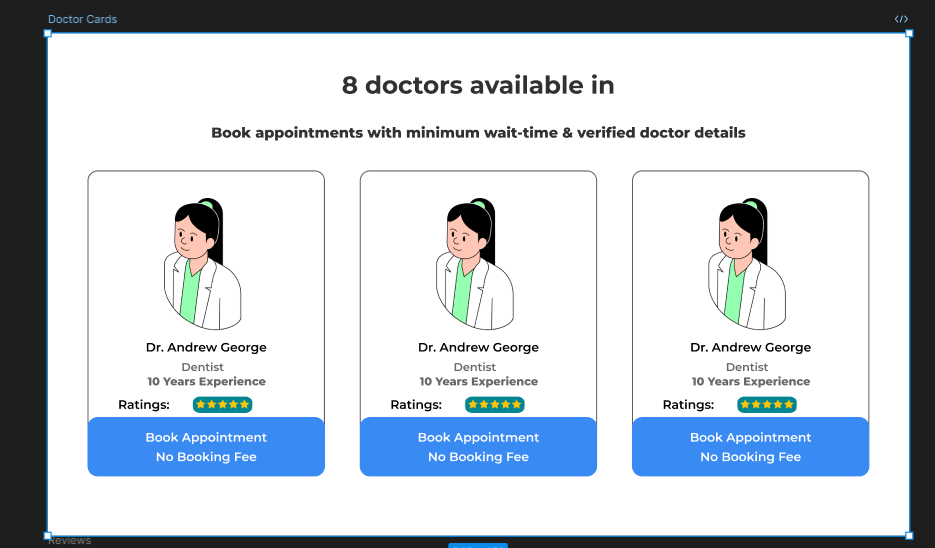 Doctor Cards
</>
8 doctors available in
Book appointments with minimum wait-time & verified doctor details
Dr. Andrew George
Dentist
10 Years Experience
Ratings:
Book Appointment
No Booking Fee
Dr. Andrew George
Dentist
10 Years Experience
Ratings:
Book Appointment
No Booking Fee
Dr. Andrew George
Dentist
10 Years Experience
Ratings:
Book Appointment
No Booking Fee
Reviews